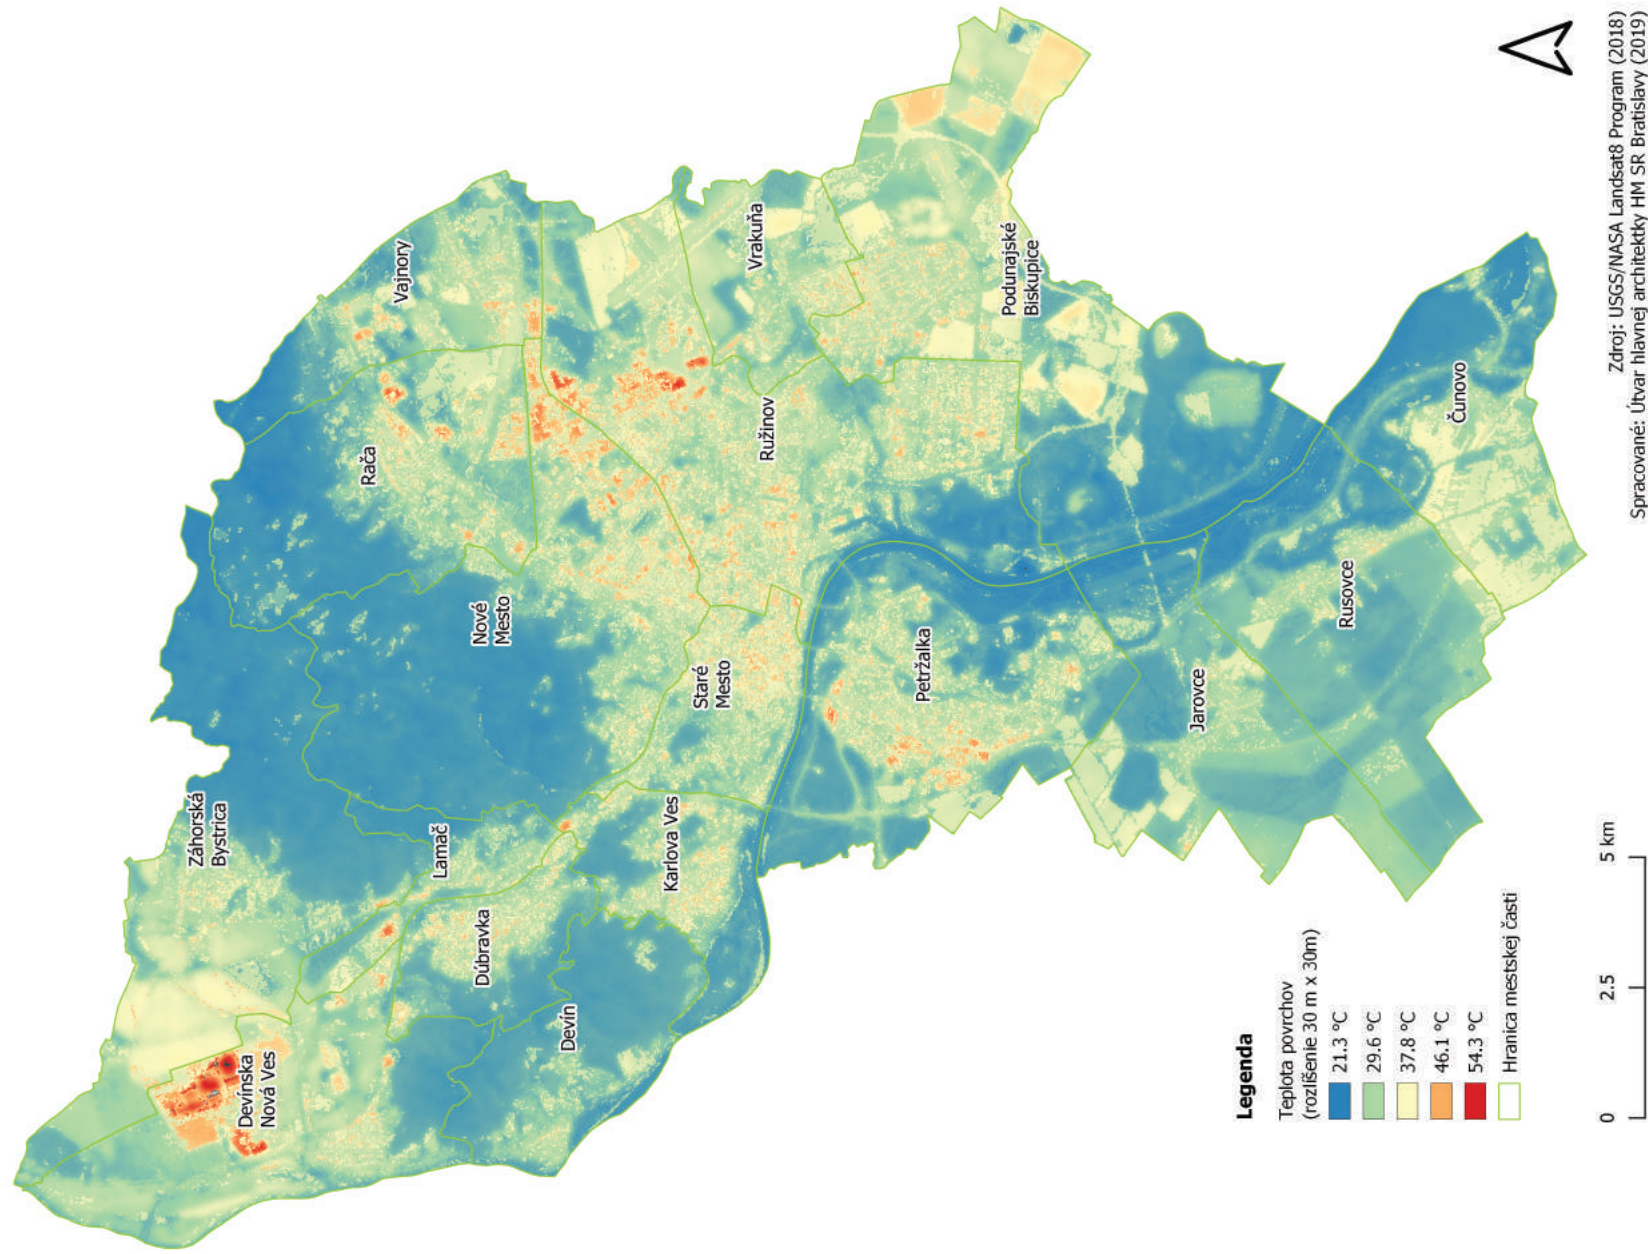 Záhorská
Bystrica
Devínska
Nová Ves
Lamač
Dúbravka
Devín
Karlova Ves
Nové
Mesto
Rača
Vajnory
Staré
Mesto
Ružinov
Vrakuňa
Podunajské
Biskupice
Petržalka
Jarovce
Rusovce
Čunovo
Legenda
Teplota povrchov
(rozlíšenie 30 m x 30m)
21.3 °C
29.6 °C
37.8 °C
46.1 °C
54.3 °C
Hranica mestskej časti
0 2.5 5 km
Zdroj: USGS/NASA Landsat8 Program (2018)
Spracované: Útvar hlavnej architektky HM SR Bratislavy (2019)